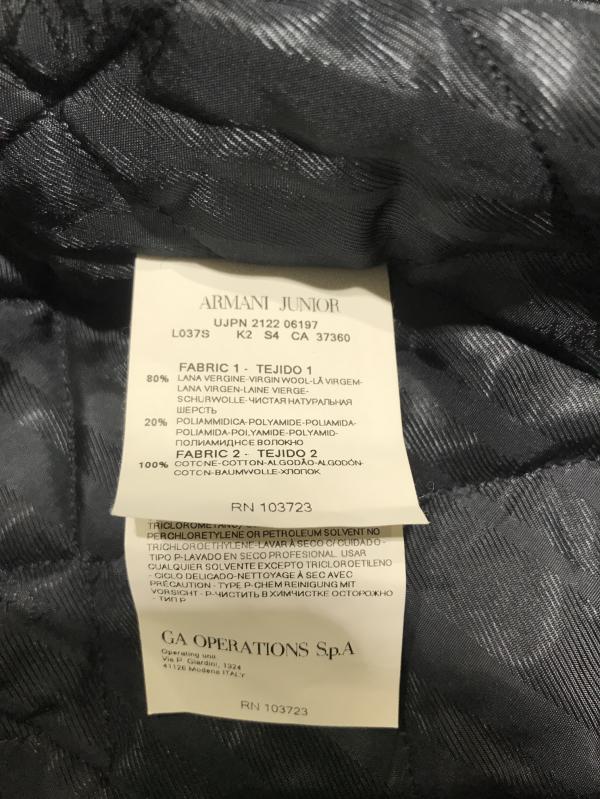 ARMANI JUNIOR
UJPN 2122 06197
L037S K2 S4 CA 37360
FABRIC 1 - TEJIDO 1
80% LANA VERGINE-VIRGIN WOOL-LÃ VIRGEM-
LANA VIRGEN-LAINE VIERGE-
SCHURWOLLE-ЧИСТАЯ НАТУРАЛЬНАЯ
ШЕРСТЬ
20% POLIAMMIDICA-POLYAMIDE-POLIAMIDA-
POLIAMIDA-POLYAMIDE-POLYAMID-
ПОЛИАМИДНОЕ ВОЛОКНО
FABRIC 2 - TEJIDO 2
100% COTONE-COTTON-ALGODÃO-ALGODÓN-
COTON-BAUMWOLLE-ХЛОПОК
RN 103723
PERCHLORETYLENE OR PETROLEUM SOLVENT NO
TRICHLOROETHYLENE-LAVAR À SECO C/ CUIDADO -
TIPO P-LAVADO EN SECO PROFESIONAL. USAR
CUALQUIER SOLVENTE EXCEPTO TRICLOROETILENO
- CICLO DELICADO-NETTOYAGE À SEC AVEC
PRÉCAUTION - TYPE P-CHEM REINIGUNG MIT
VORSICHT - P-ЧИСТИТЬ В ХИМЧИСТКЕ ОСТОРОЖНО
- ТИП P
GA OPERATIONS S.p.A
Operating unit
Via P. Giardini, 1324
41126 Modena ITALY
RN 103723